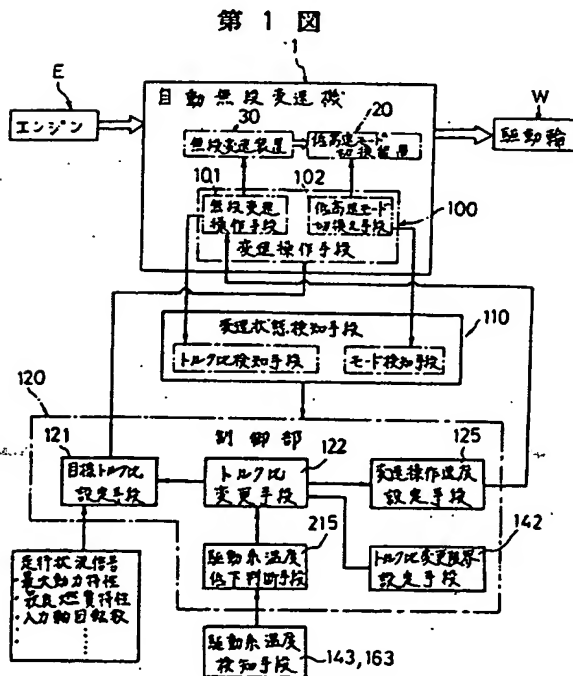 第1図
1
E
エンジン
自動無段変速機
W
駆動輪
30
無段変速装置
20
低高速モード
切換装置
101
無段変速
操作手段
102
低高速モード
切換え手段
変速操作手段
100
変速状態検知手段
110
トルク比検知手段
モード検知手段
120
制御部
121
目標トルク比
設定手段
122
トルク比
変更手段
125
変速操作速度
設定手段
215
駆動系温度
低下判断手段
142
トルク比変更限界
設定手段
走行状況信号
・最大動力特性
・最良燃費特性
・入力軸回転数
駆動系温度
検知手段
143,163